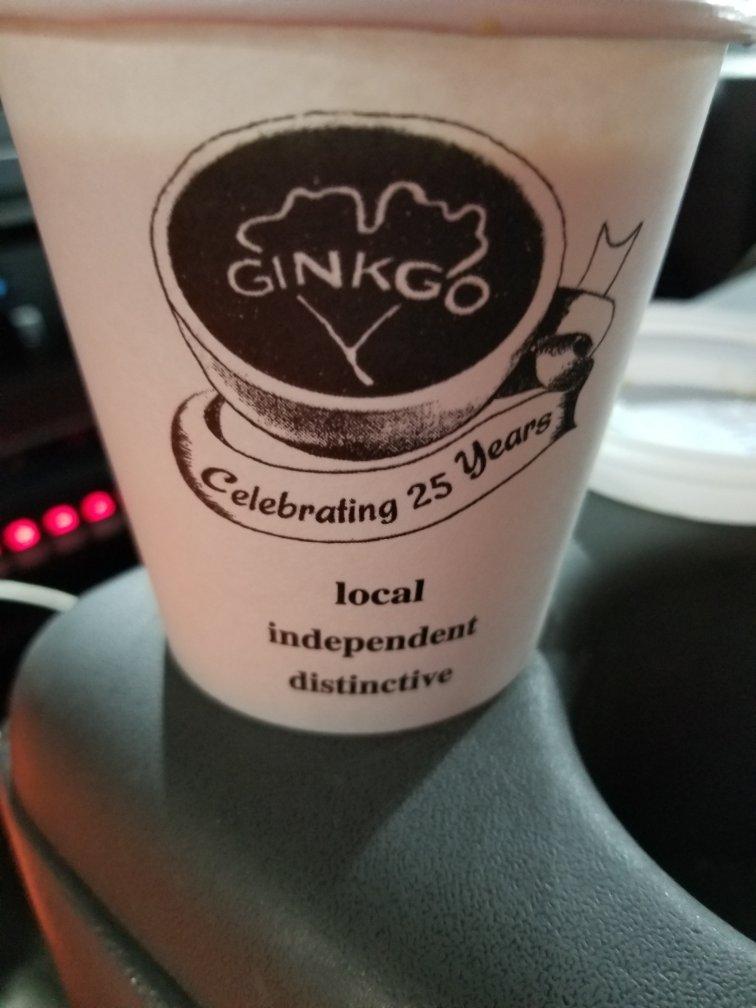 GINKGO
Celebrating 25 Years
local
independent
distinctive